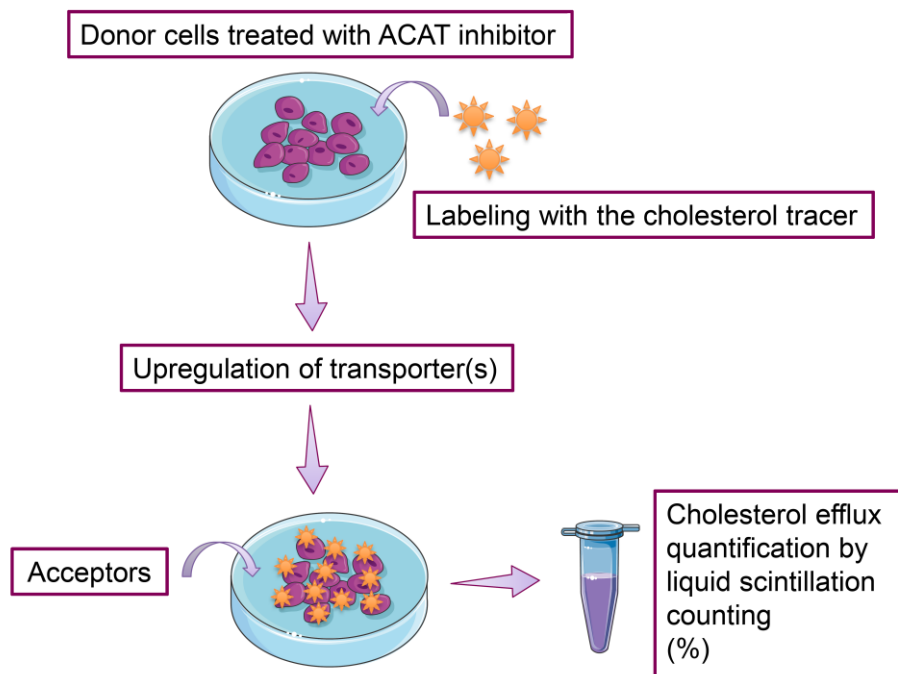 Donor cells treated with ACAT inhibitor
Labeling with the cholesterol tracer
Upregulation of transporter(s)
Acceptors
Cholesterol efflux
quantification by
liquid scintillation
counting
(%)